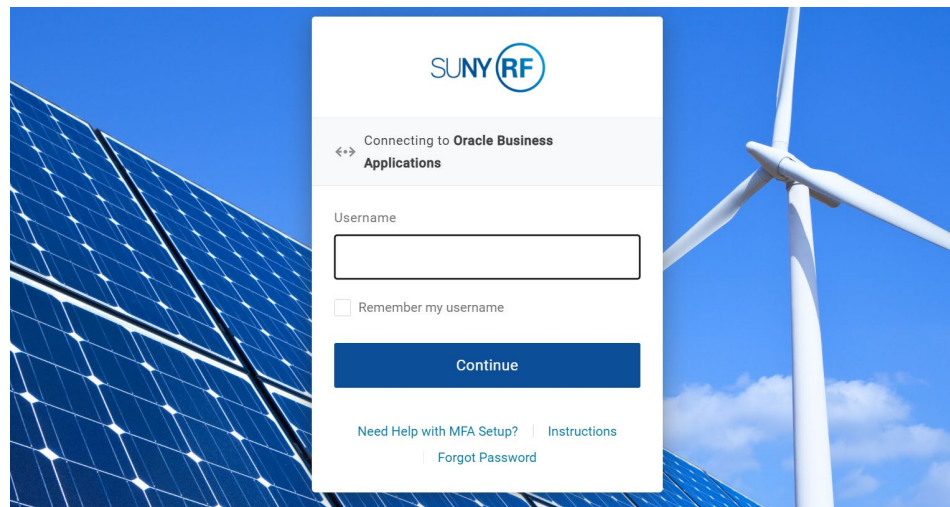 SUNY RF
Connecting to Oracle Business
Applications
Username
Remember my username
Continue
Need Help with MFA Setup? Instructions
Forgot Password